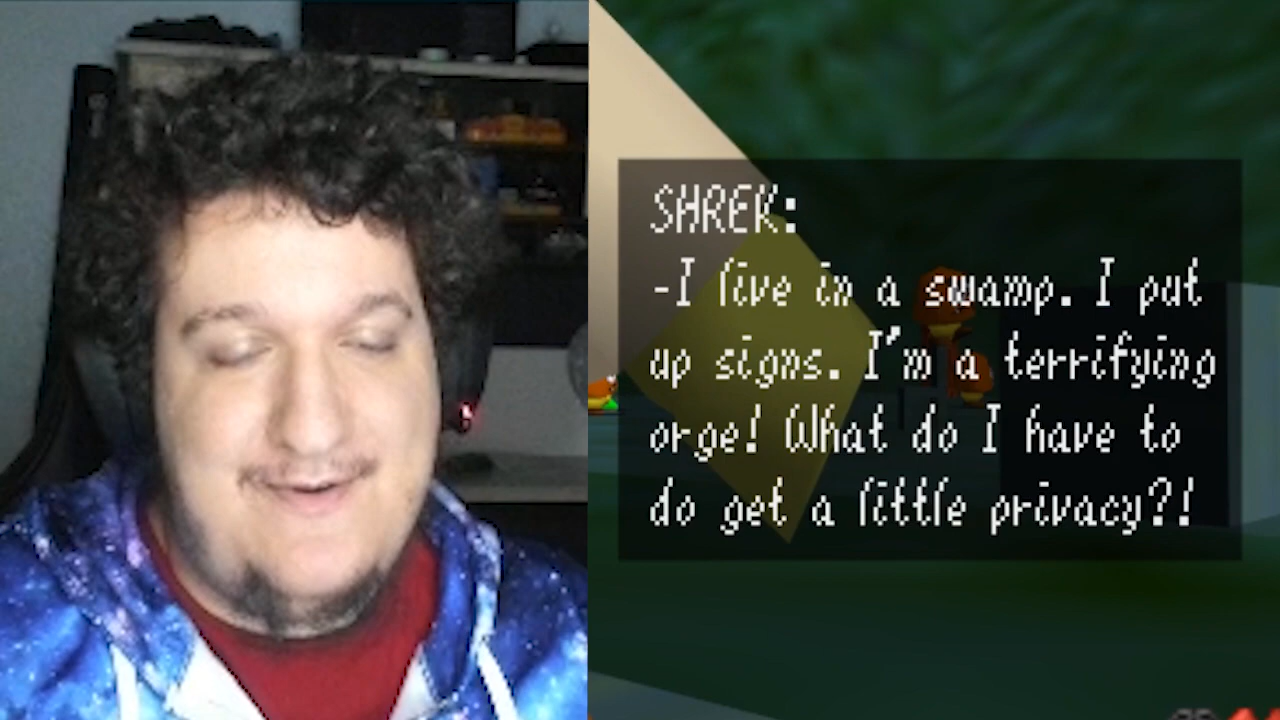 SHREK:
-I live in a swamp. I put
up signs. I'm a terrifying
orge! What do I have to
do get a little privacy?!